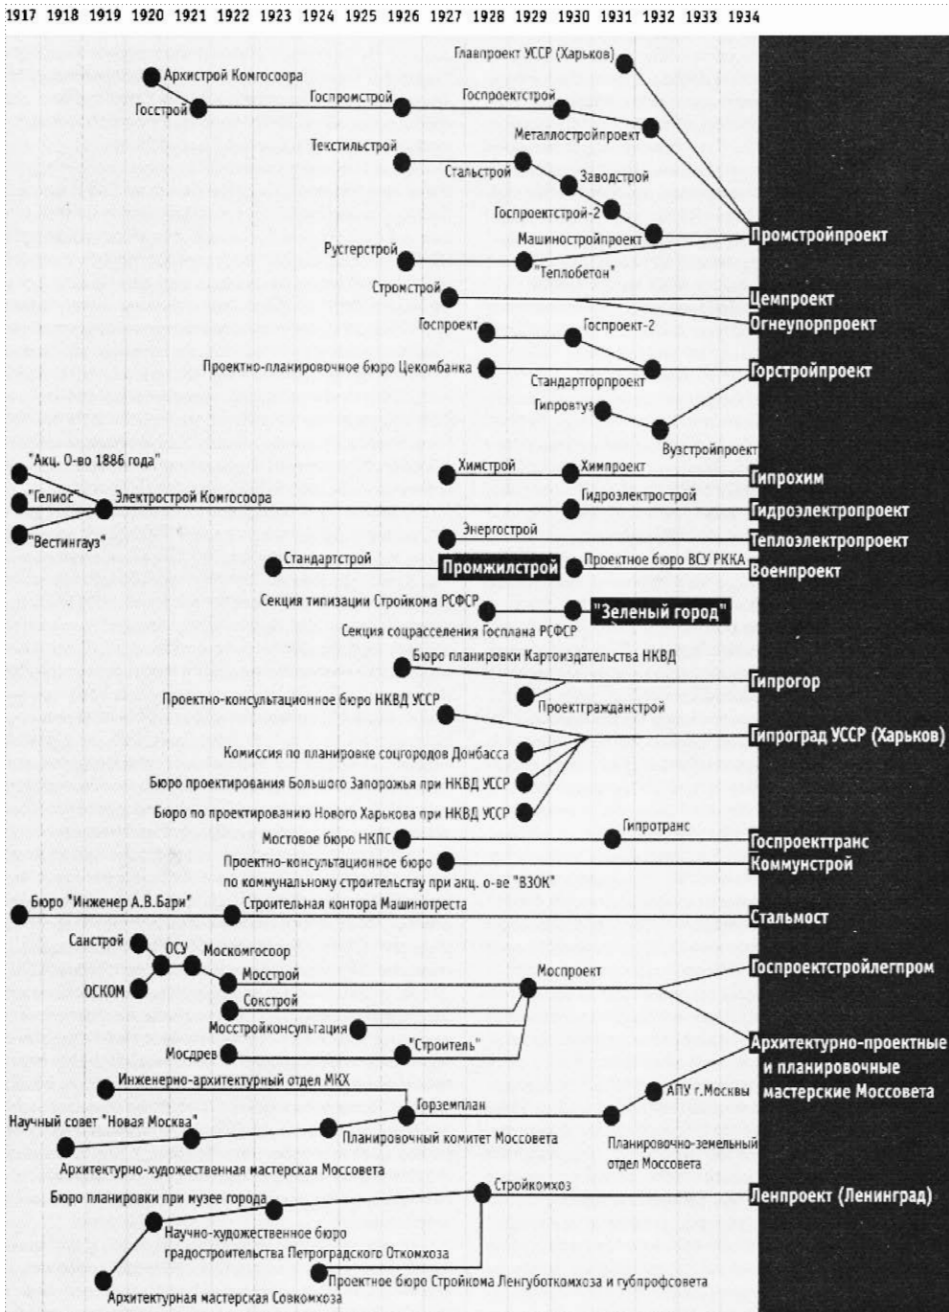 1917 1918 1919 1920 1921 1922 1923 1924 1925 1926 1927 1928 1929 1930 1931 1932 1933 1934
Главпроект УССР (Харьков)
Архистрой Комгосоора
Госстрой
Госпромстрой
Госпроектстрой
Металлостройпроект
Текстильстрой
Стальстрой
Заводстрой
Госпроектстрой-2
Машиностройпроект
Промстройпроект
Русгерстрой
"Теплобетон"
Стромстрой
Цемпроект
Огнеупорпроект
Госпроект
Госпроект-2
Проектно-планировочное бюро Цекомбанка
Стандартгорпроект
Горстройпроект
Гипровтуз
Вузстройпроект
"Акц. О-во 1886 года"
Химстрой
Химпроект
Гипрохим
"Гелиос"
Электрострой Комгосоора
Гидроэлектрострой
Гидроэлектропроект
"Вестингауз"
Энергострой
Теплоэлектропроект
Стандартстрой
Промжилстрой
Проектное бюро ВСУ РККА
Военпроект
Секция типизации Стройкома РСФСР
"Зеленый город"
Секция соцрасселения Госплана РСФСР
Бюро планировки Картоиздательства НКВД
Гипрогор
Проектно-консультационное бюро НКВД УССР
Проектгражданстрой
Гипроград УССР (Харьков)
Комиссия по планировке соцгородов Донбасса
Бюро проектирования Большого Запорожья при НКВД УССР
Бюро по проектированию Нового Харькова при НКВД УССР
Мостовое бюро НКПС
Гипротранс
Госпроекттранс
Проектно-консультационное бюро
по коммунальному строительству при акц. о-ве "ВЗОК"
Коммунстрой
Бюро "Инженер А.В.Бари"
Строительная контора Машинотреста
Стальмост
Санстрой
ОСУ
Москомгосоор
ОСКОМ
Мосстрой
Моспроект
Госпроектстройлегпром
Сокстрой
Мосстройконсультация
Мосдрев
"Строитель"
Архитектурно-проектные
и планировочные
мастерские Моссовета
Инженерно-архитектурный отдел МКХ
АПУ г.Москвы
Горземплан
Научный совет "Новая Москва"
Планировочный комитет Моссовета
Планировочно-земельный
отдел Моссовета
Архитектурно-художественная мастерская Моссовета
Стройкомхоз
Бюро планировки при музее города
Ленпроект (Ленинград)
Научно-художественное бюро
градостроительства Петроградского Откомхоза
Проектное бюро Стройкома Ленгуботкомхоза и губпрофсовета
Архитектурная мастерская Совкомхоза